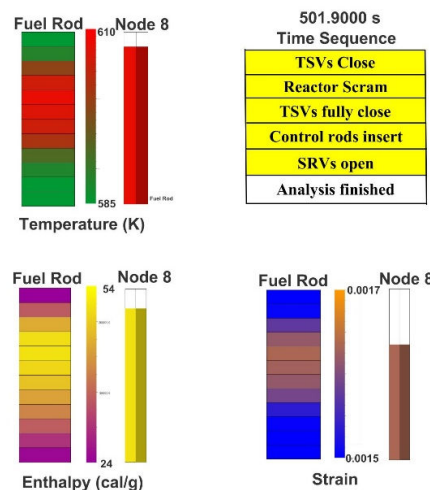 Fuel Rod
Node 8
610
585
Fuel Rod
Temperature (K)
501.9000 s
Time Sequence
TSVs Close
Reactor Scram
TSVs fully close
Control rods insert
SRVs open
Analysis finished
Fuel Rod
Node 8
54
24
Enthalpy (cal/g)
Fuel Rod
Node 8
0.0017
0.0015
Strain